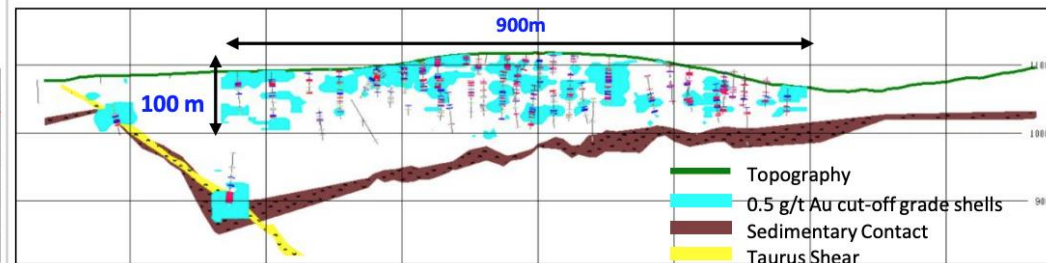 900m
100 m
Topography
0.5 g/t Au cut-off grade shells
Sedimentary Contact
Taurus Shear